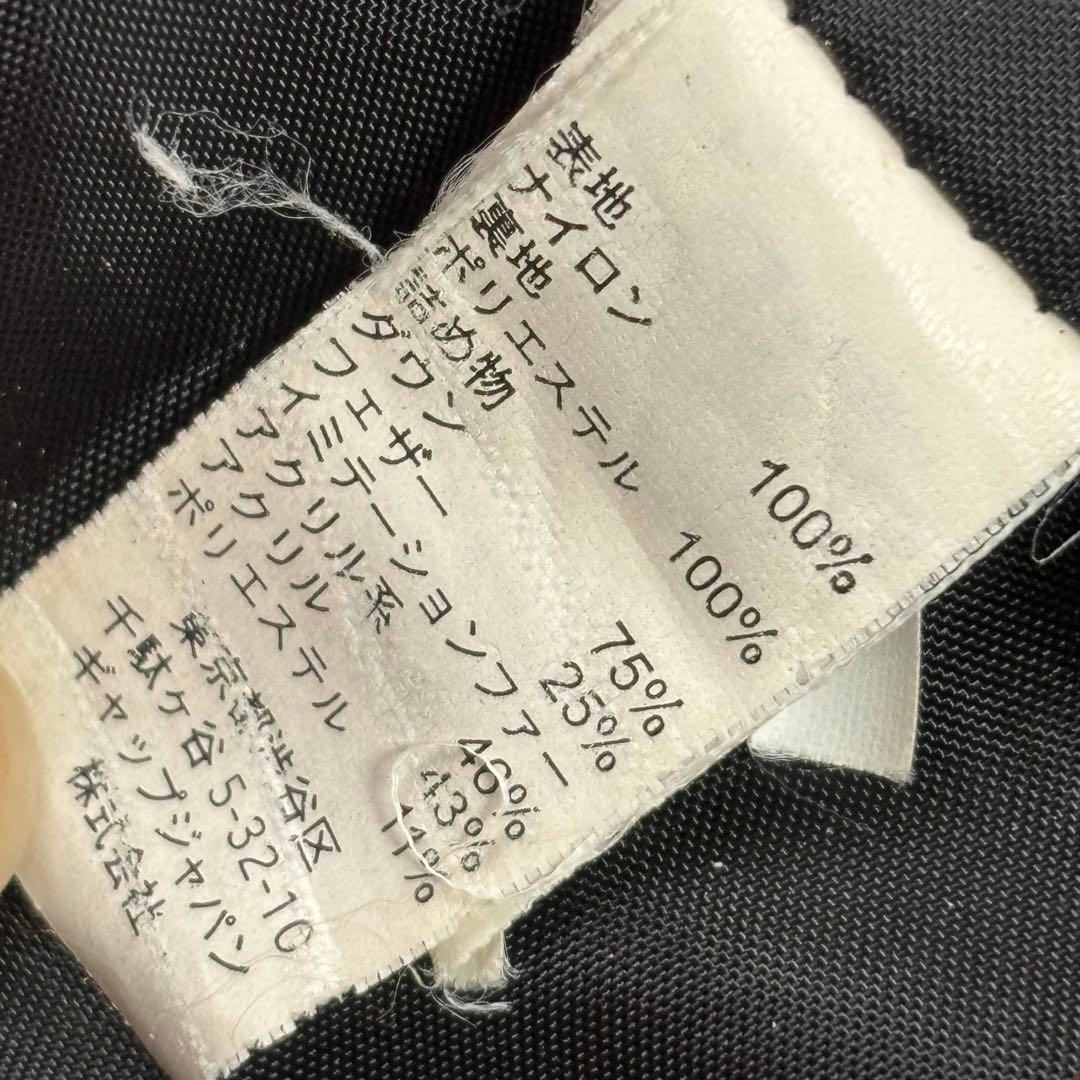 表地
ナイロン 100%
裏地
ポリエステル 100%
詰め物
ダウン 75%
フェザー 25%
イミテーションファー
アクリル系 46%
アクリル 43%
ポリエステル 11%
東京都渋谷区
千駄ケ谷 5-32-10
ギャップジャパン
株式会社